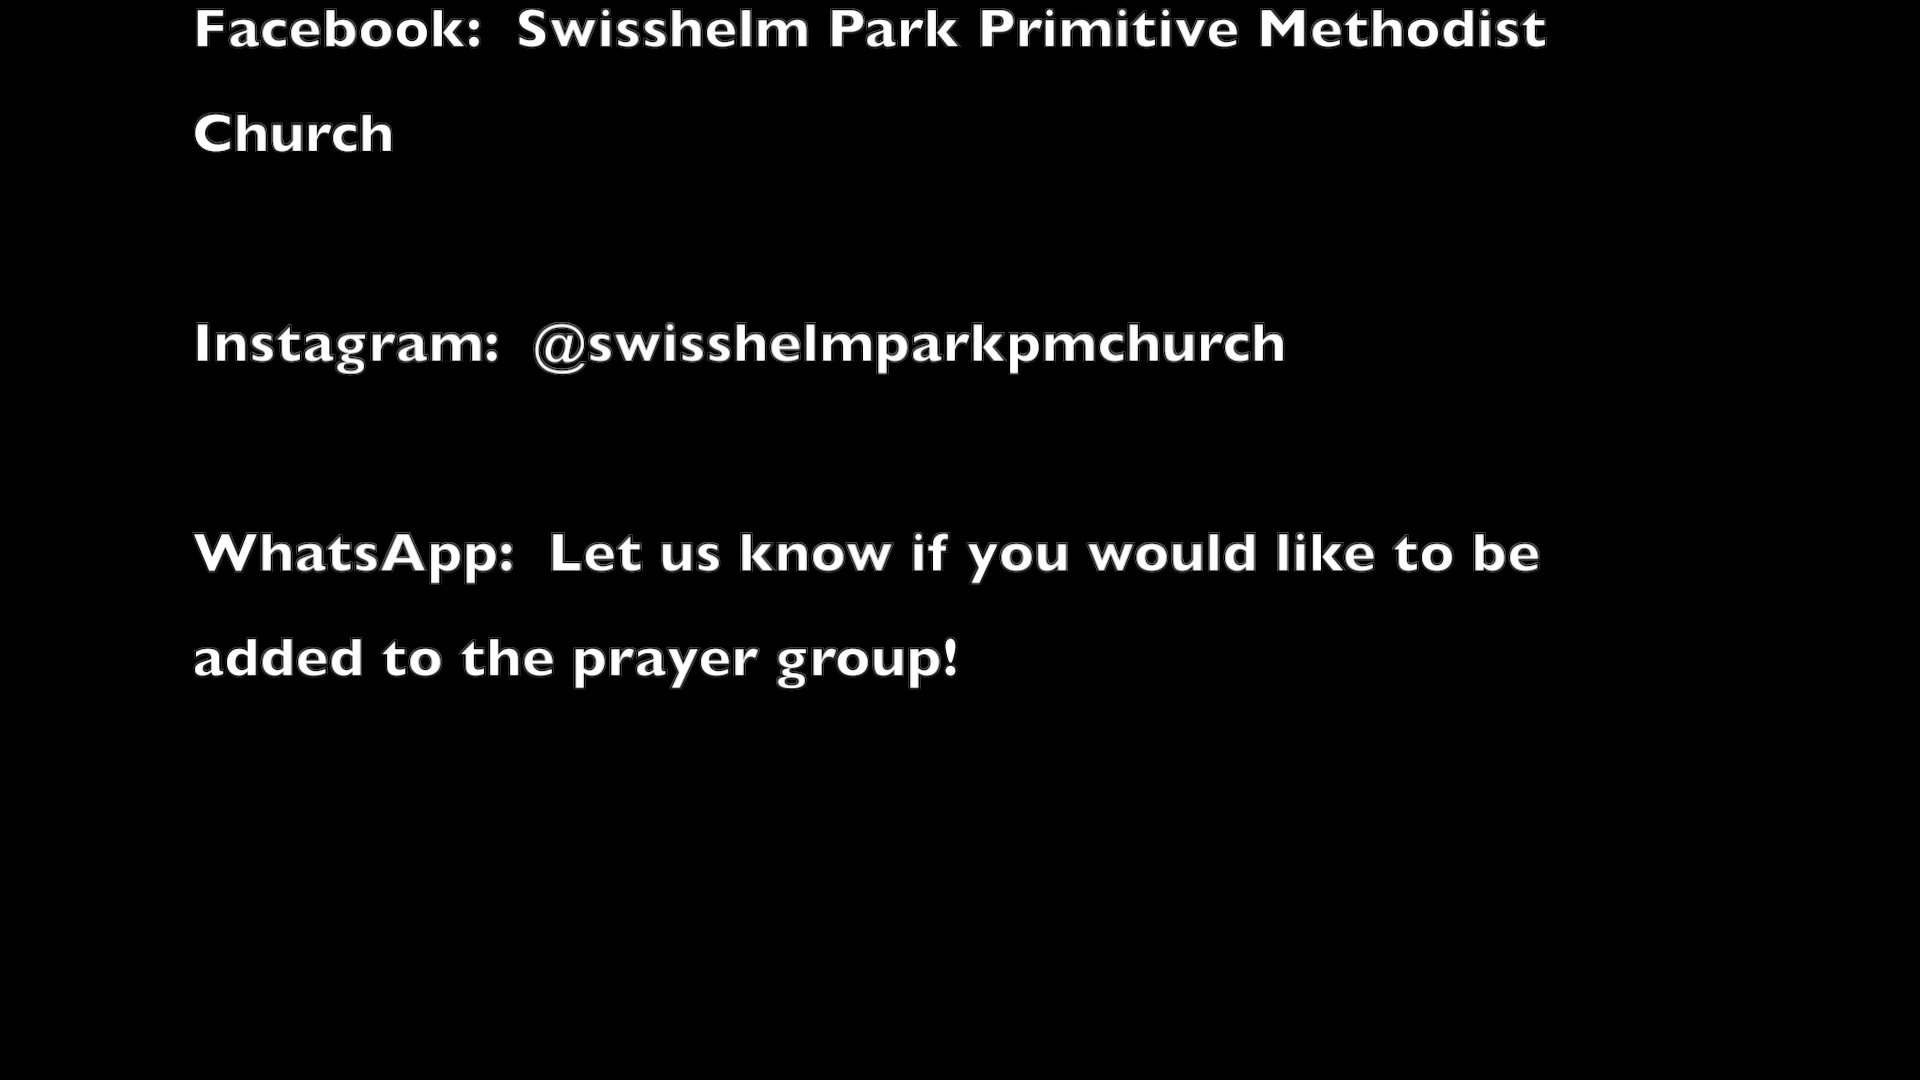 Facebook:  Swisshelm Park Primitive Methodist
Church
Instagram:  @swisshelmparkpmchurch
WhatsApp:  Let us know if you would like to be
added to the prayer group!